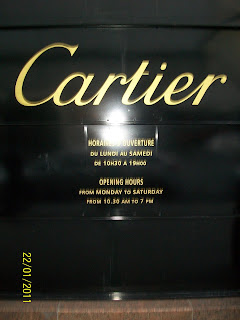 Cartier
HORAIRES D'OUVERTURE
DU LUNDI AU SAMEDI
DE 10H30 A 19H00
OPENING HOURS
FROM MONDAY TO SATURDAY
FROM 10.30 AM TO 7 PM
22/01/2011